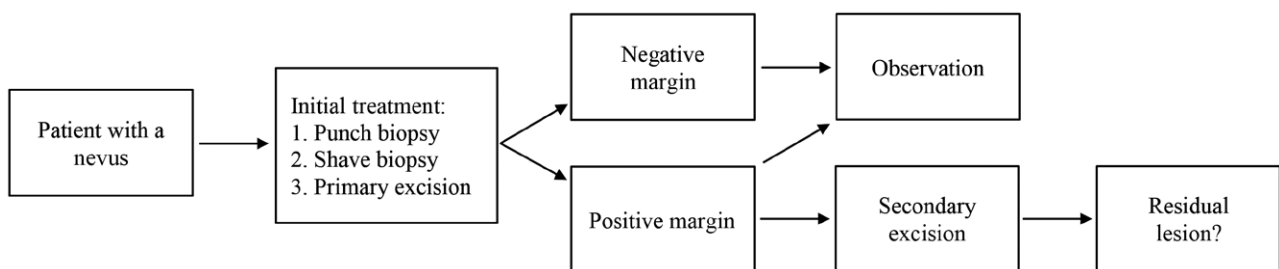 Patient with a
nevus
Initial treatment:
1. Punch biopsy
2. Shave biopsy
3. Primary excision
Negative
margin
Observation
Positive margin
Secondary
excision
Residual
lesion?